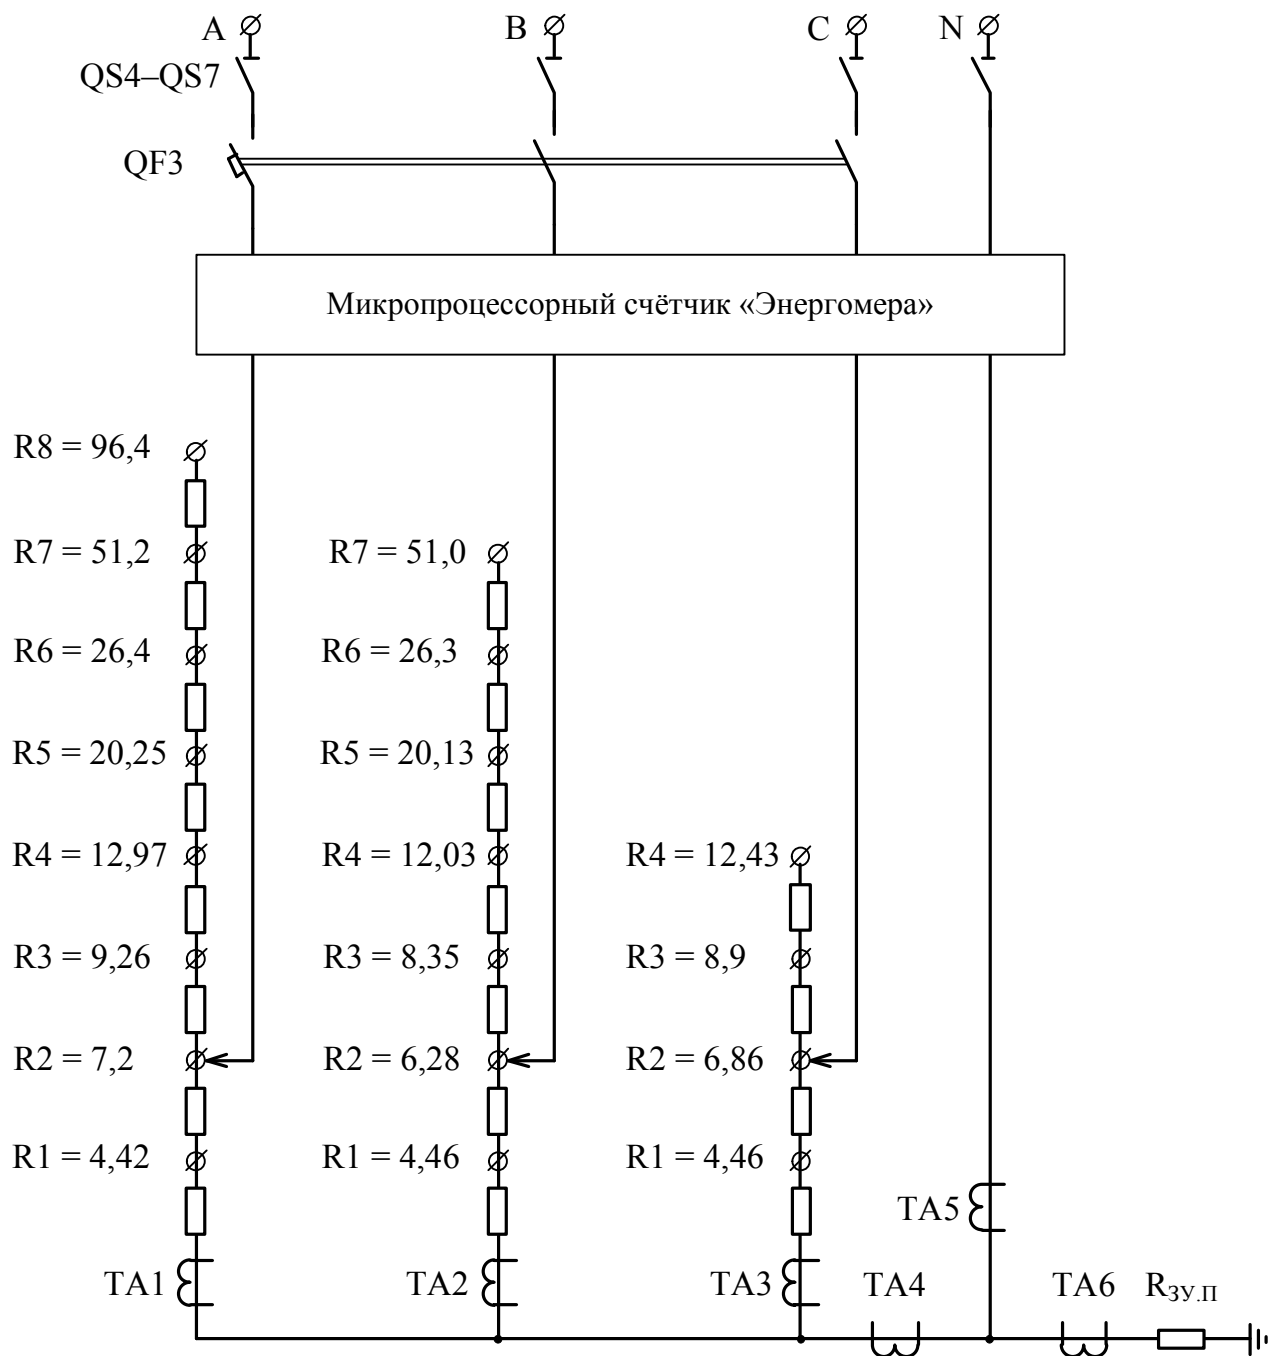 A
B
C
N
QS4–QS7
QF3
Микропроцессорный счётчик «Энергомера»
R8 = 96,4
R7 = 51,2
R7 = 51,0
R6 = 26,4
R6 = 26,3
R5 = 20,25
R5 = 20,13
R4 = 12,97
R4 = 12,03
R4 = 12,43
R3 = 9,26
R3 = 8,35
R3 = 8,9
R2 = 7,2
R2 = 6,28
R2 = 6,86
R1 = 4,42
R1 = 4,46
R1 = 4,46
TA5
TA1
TA2
TA3
TA4
TA6
RЗУ.П